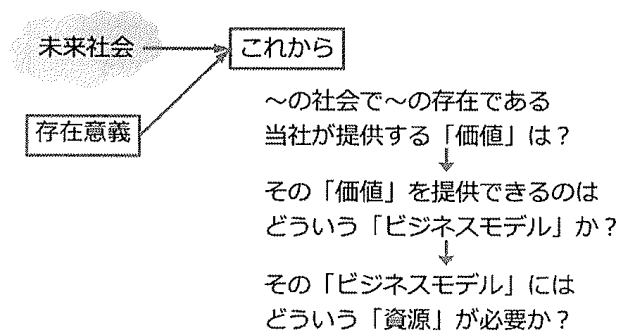 未来社会
これから
存在意義
～の社会で～の存在である
当社が提供する「価値」は？
その「価値」を提供できるのは
どういう「ビジネスモデル」か？
その「ビジネスモデル」には
どういう「資源」が必要か？